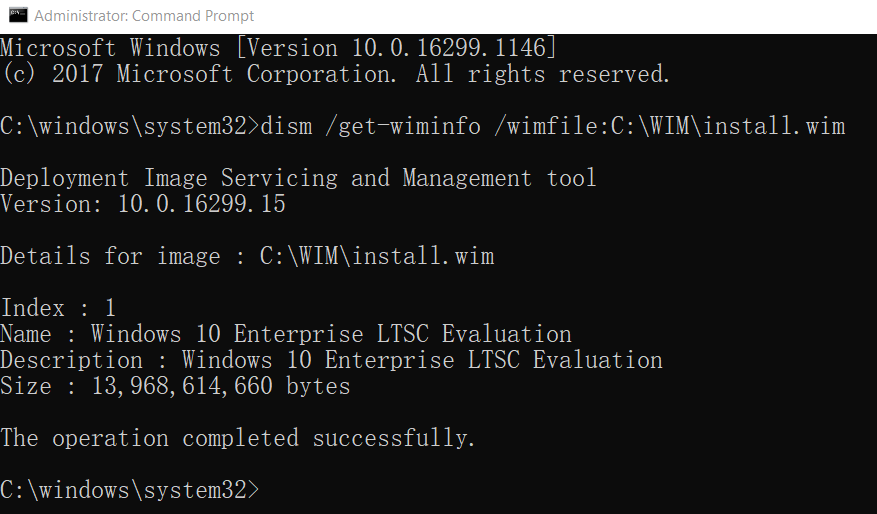 Administrator: Command Prompt
Microsoft Windows [Version 10.0.16299.1146]
(c) 2017 Microsoft Corporation. All rights reserved.
C:\windows\system32>dism /get-wiminfo /wimfile:C:\WIM\install.wim
Deployment Image Servicing and Management tool
Version: 10.0.16299.15
Details for image : C:\WIM\install.wim
Index : 1
Name : Windows 10 Enterprise LTSC Evaluation
Description : Windows 10 Enterprise LTSC Evaluation
Size : 13,968,614,660 bytes
The operation completed successfully.
C:\windows\system32>